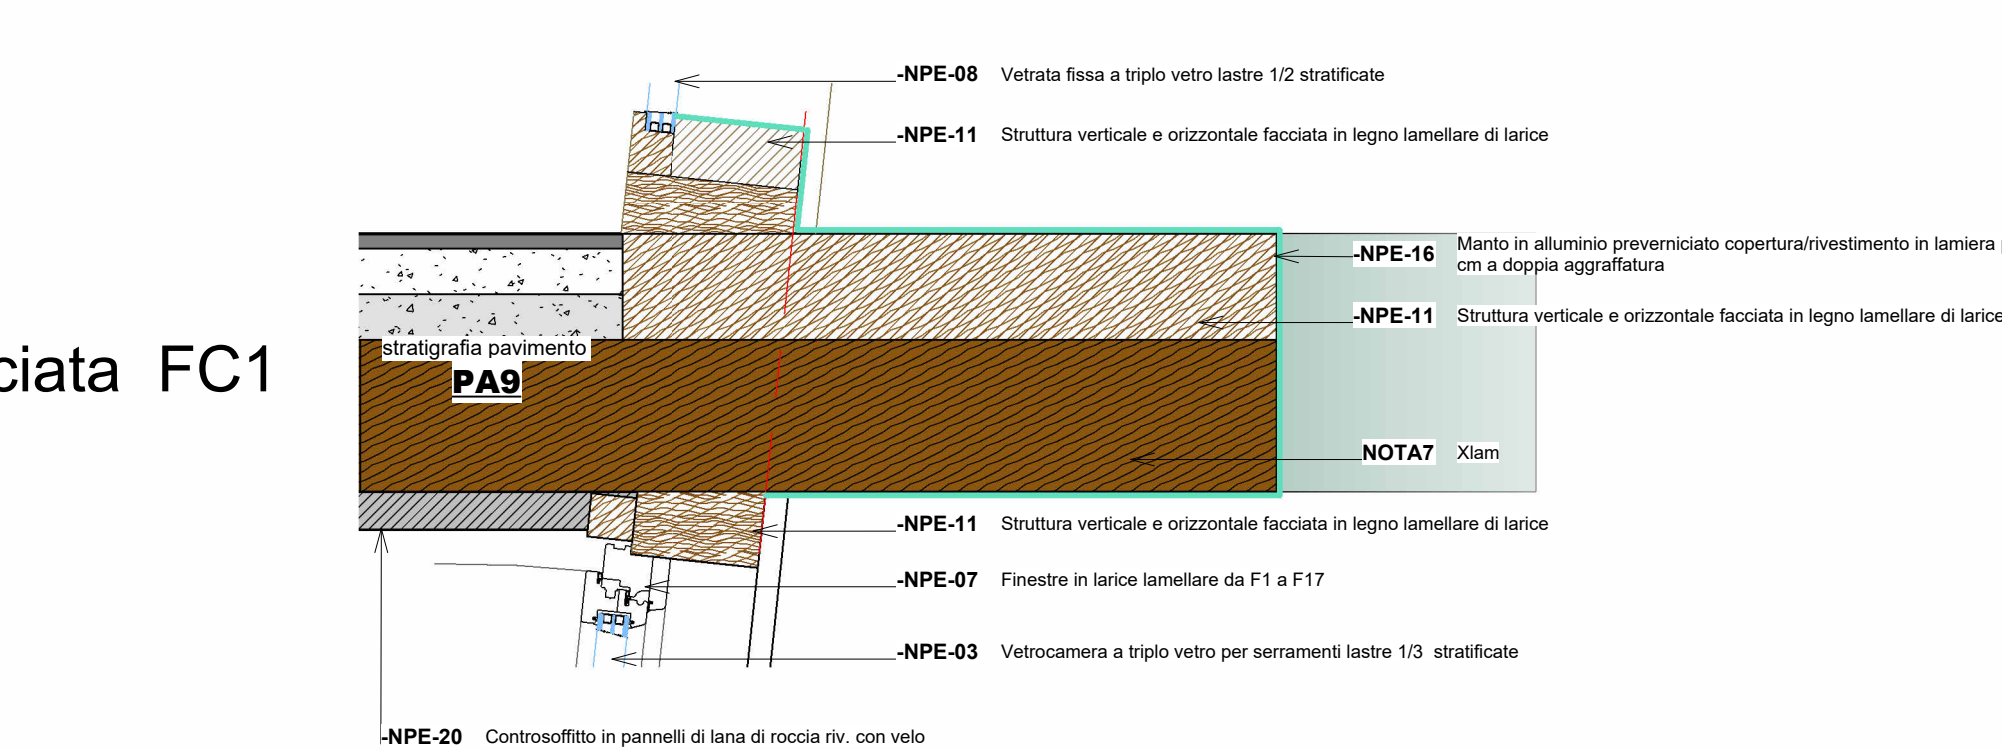 -NPE-08 Vetrata fissa a triplo vetro lastre 1/2 stratificate
-NPE-11 Struttura verticale e orizzontale facciata in legno lamellare di larice
-NPE-16 Manto in alluminio preverniciato copertura/rivestimento in lamiera
cm a doppia aggraffatura
-NPE-11 Struttura verticale e orizzontale facciata in legno lamellare di larice
stratigrafia pavimento
PA9
ciata FC1
NOTA7 Xlam
-NPE-11 Struttura verticale e orizzontale facciata in legno lamellare di larice
-NPE-07 Finestre in larice lamellare da F1 a F17
-NPE-03 Vetrocamera a triplo vetro per serramenti lastre 1/3 stratificate
-NPE-20 Controsoffitto in pannelli di lana di roccia riv. con velo